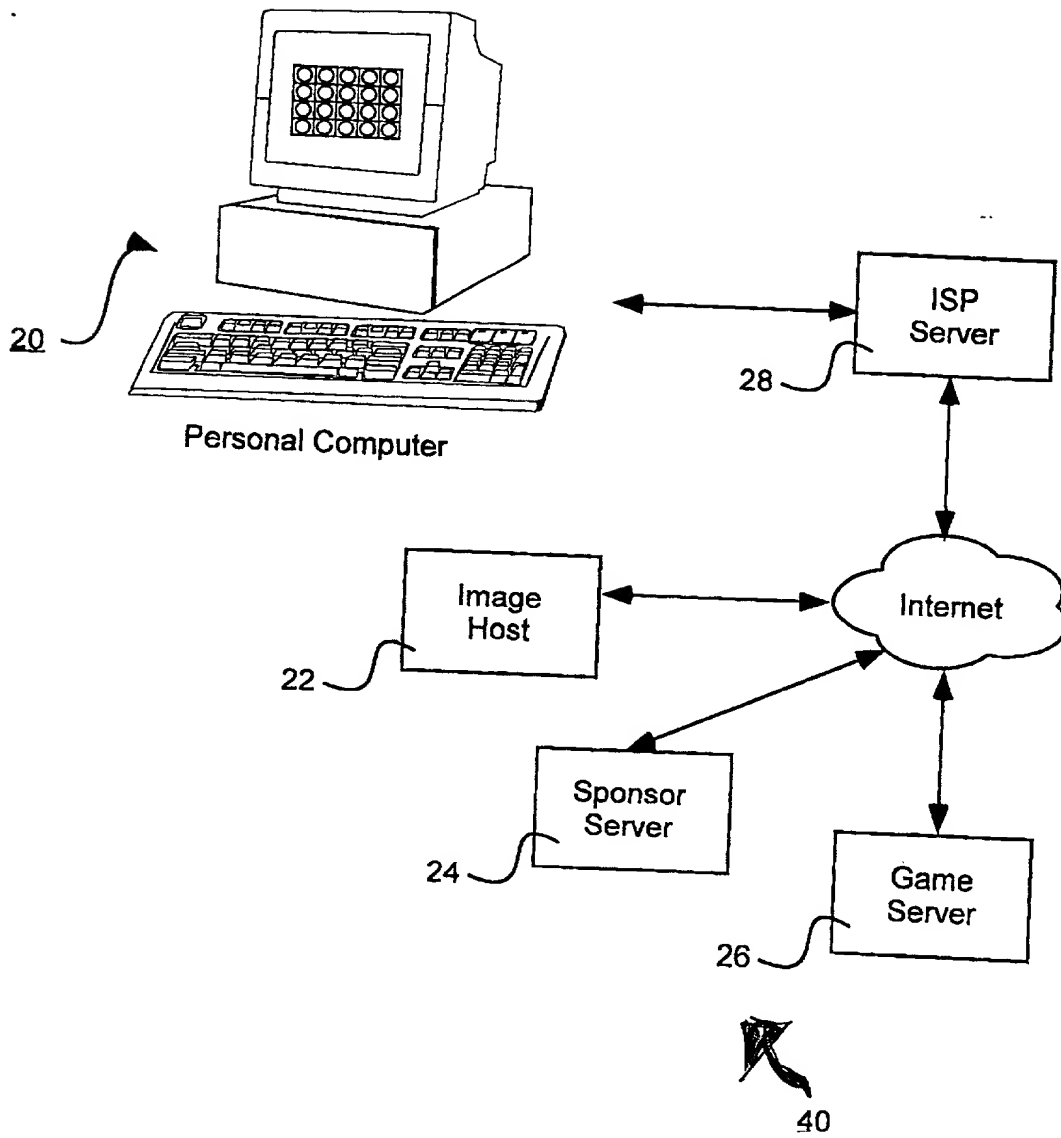 20
Personal Computer
ISP
Server
28
Image
Host
22
Internet
Sponsor
Server
24
Game
Server
26
40